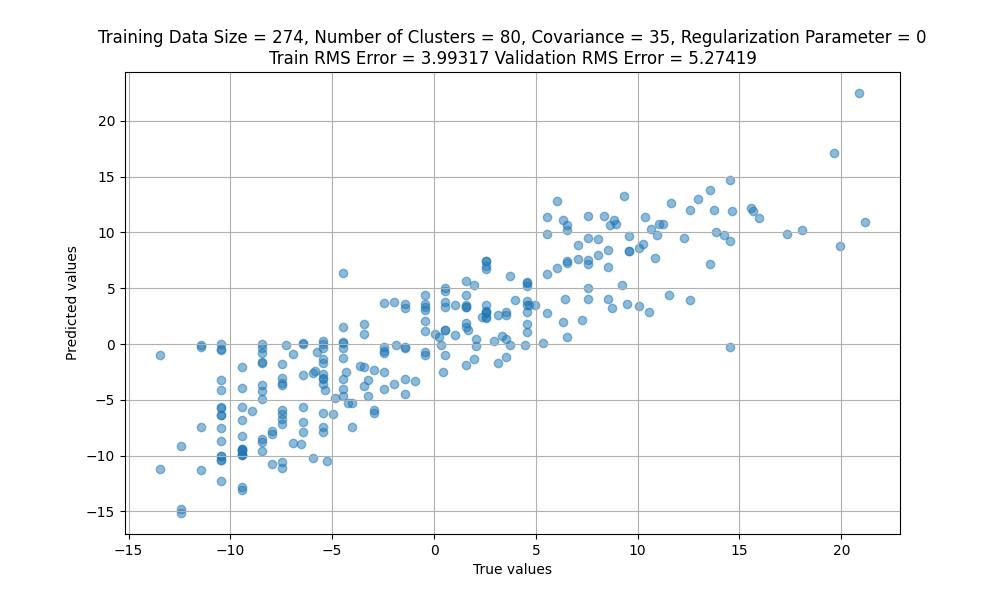 Training Data Size = 274, Number of Clusters = 80, Covariance = 35, Regularization Parameter = 0
Train RMS Error = 3.99317 Validation RMS Error = 5.27419
20
15
10
5
0
−5
−10
−15
Predicted values
−15 −10 −5 0 5 10 15 20
True values